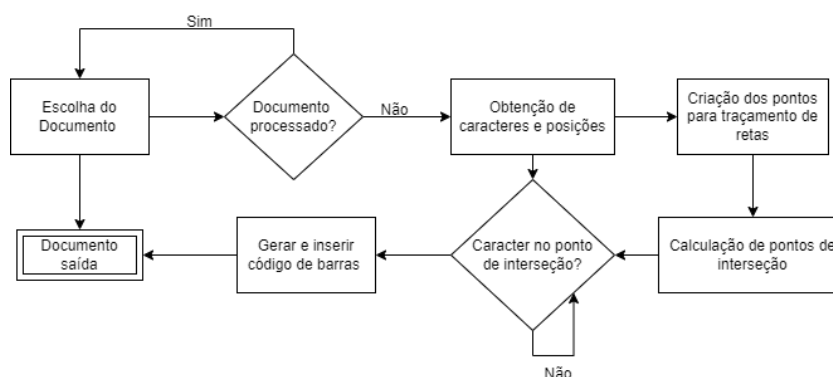 Sim
Escolha do
Documento
Documento
processado?
Não
Obtenção de
caracteres e posições
Criação dos pontos
para traçamento de
retas
Documento
saída
Gerar e inserir
código de barras
Caracter no ponto
de interseção?
Calculação de pontos de
interseção
Não